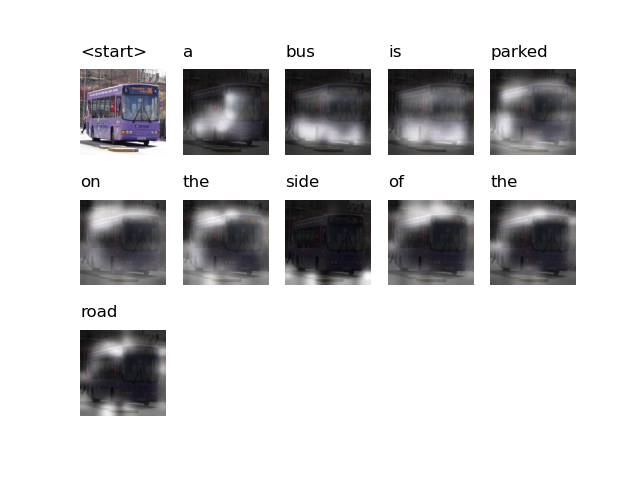 <start> a bus is parked
on the side of the
road